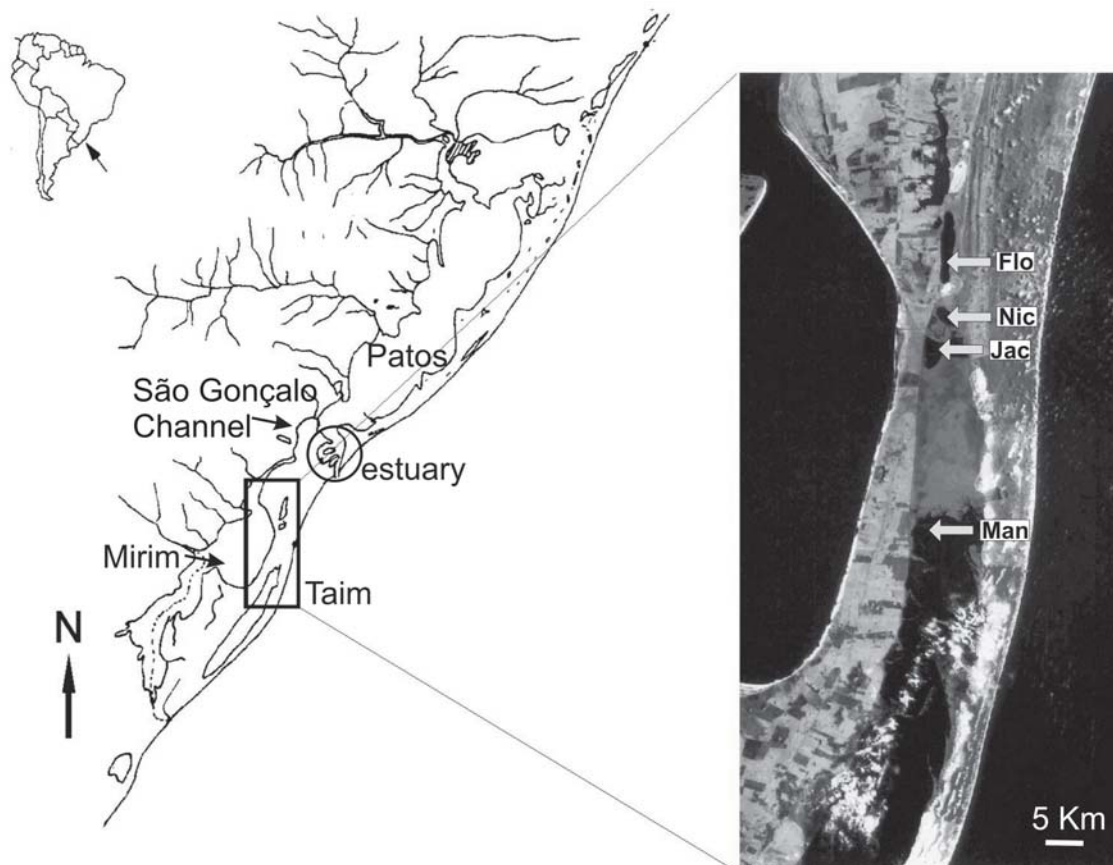 Patos
São Gonçalo
Channel
estuary
Mirim
Taim
N
Flo
Nic
Jac
Man
5 Km